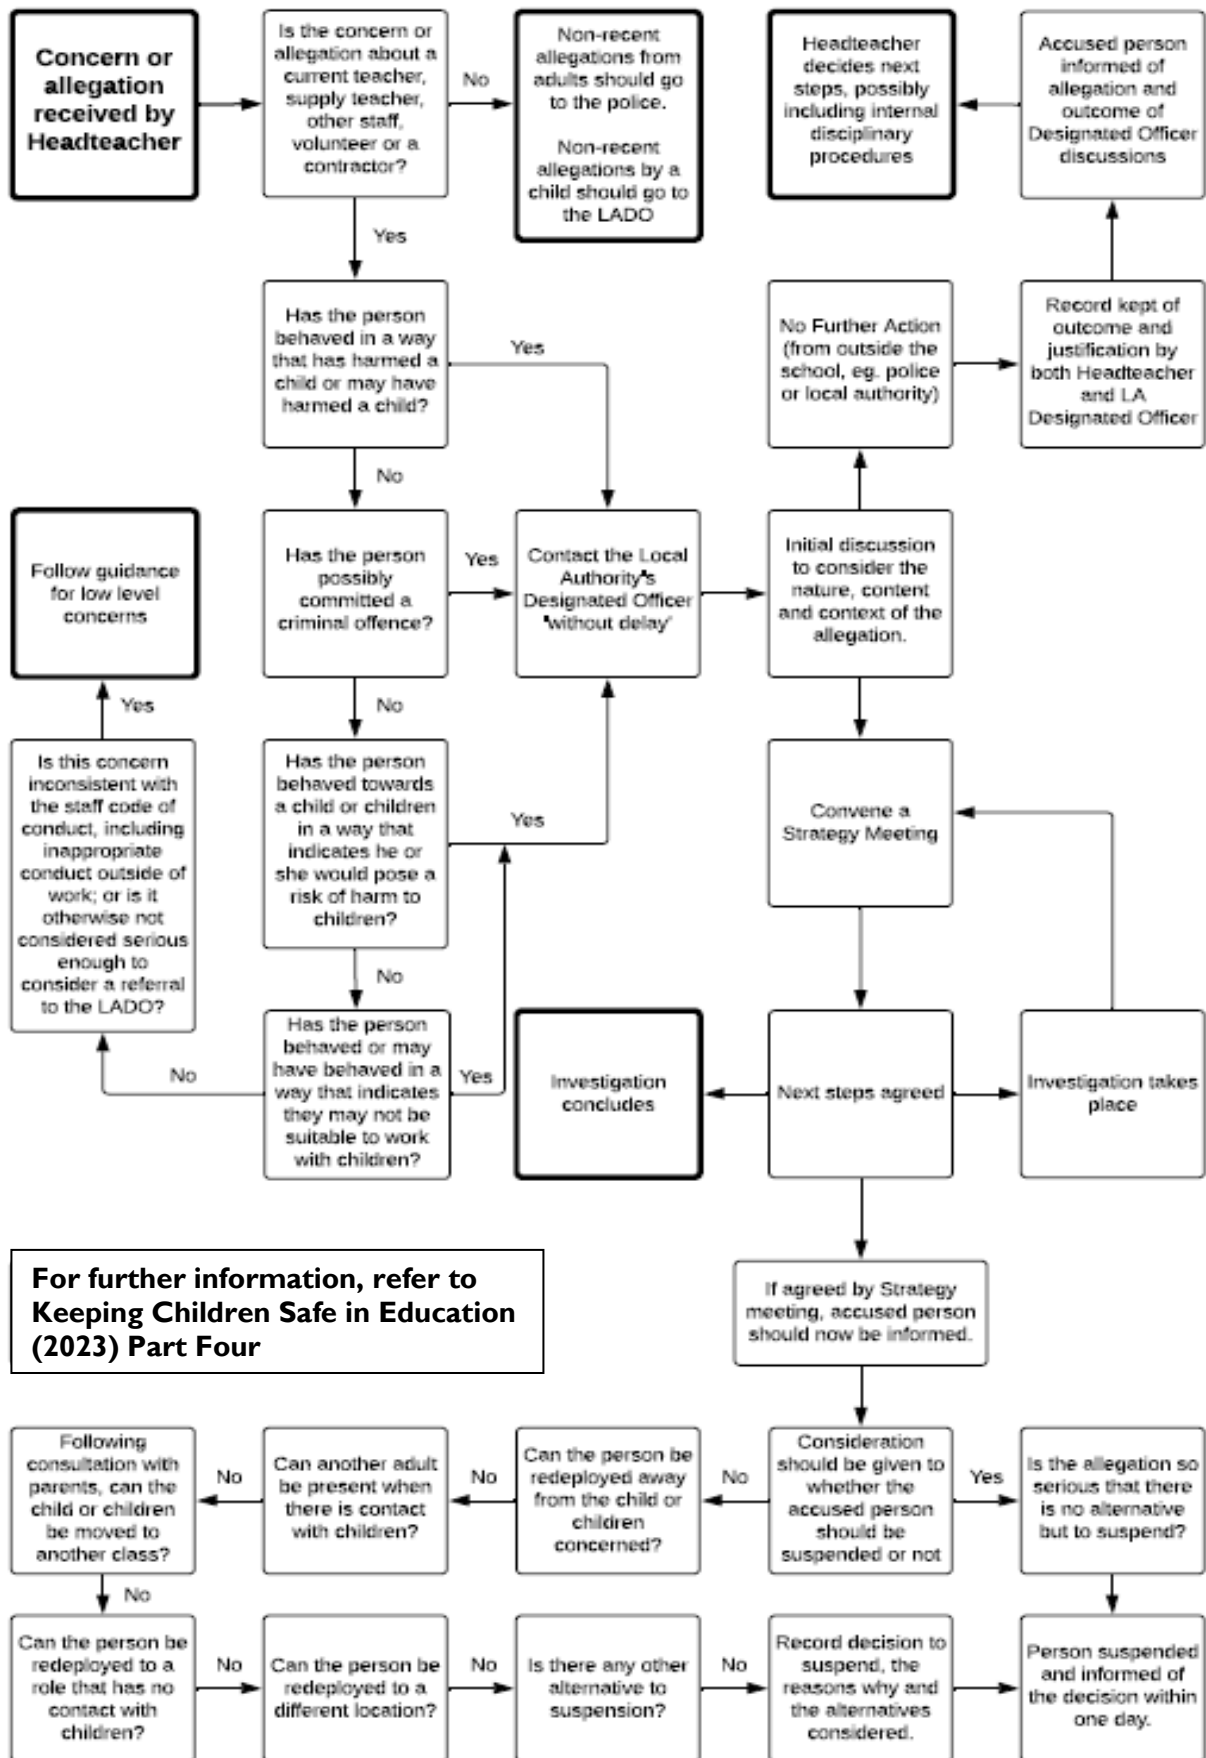 Concern or
allegation
received by
Headteacher
Is the concern or
allegation about a
current teacher,
supply teacher,
other staff,
volunteer or a
contractor?
No
Non-recent
allegations from
adults should go
to the police.
Non-recent
allegations by a
child should go to
the LADO
Headteacher
decides next
steps, possibly
including internal
disciplinary
procedures
Accused person
informed of
allegation and
outcome of
Designated Officer
discussions
Yes
Has the person
behaved in a way
that has harmed a
child or may have
harmed a child?
Yes
No Further Action
(from outside the
school, eg. police
or local authority)
Record kept of
outcome and
justification by
both Headteacher
and LA
Designated Officer
No
Follow guidance
for low level
concerns
Has the person
possibly
committed a
criminal offence?
Yes
Contact the Local
Authority's
Designated Officer
'without delay'
Initial discussion
to consider the
nature, content
and context of the
allegation.
Yes
No
Is this concern
inconsistent with
the staff code of
conduct, including
inappropriate
conduct outside of
work; or is it
otherwise not
considered serious
enough to
consider a referral
to the LADO?
Has the person
behaved towards
a child or children
in a way that
indicates he or
she would pose a
risk of harm to
children?
Yes
Convene a
Strategy Meeting
No
No
Has the person
behaved or may
have behaved in a
way that indicates
they may not be
suitable to work
with children?
Yes
Investigation
concludes
Next steps agreed
Investigation takes
place
For further information, refer to
Keeping Children Safe in Education
(2023) Part Four
If agreed by Strategy
meeting, accused person
should now be informed.
Following
consultation with
parents, can the
child or children
be moved to
another class?
No
Can another adult
be present when
there is contact
with children?
No
Can the person be
redeployed away
from the child or
children
concerned?
No
Consideration
should be given to
whether the
accused person
should be
suspended or not
Yes
Is the allegation so
serious that there
is no alternative
but to suspend?
No
Can the person be
redeployed to a
role that has no
contact with
children?
No
Can the person be
redeployed to a
different location?
No
Is there any other
alternative to
suspension?
No
Record decision to
suspend, the
reasons why and
the alternatives
considered.
Person suspended
and informed of
the decision within
one day.